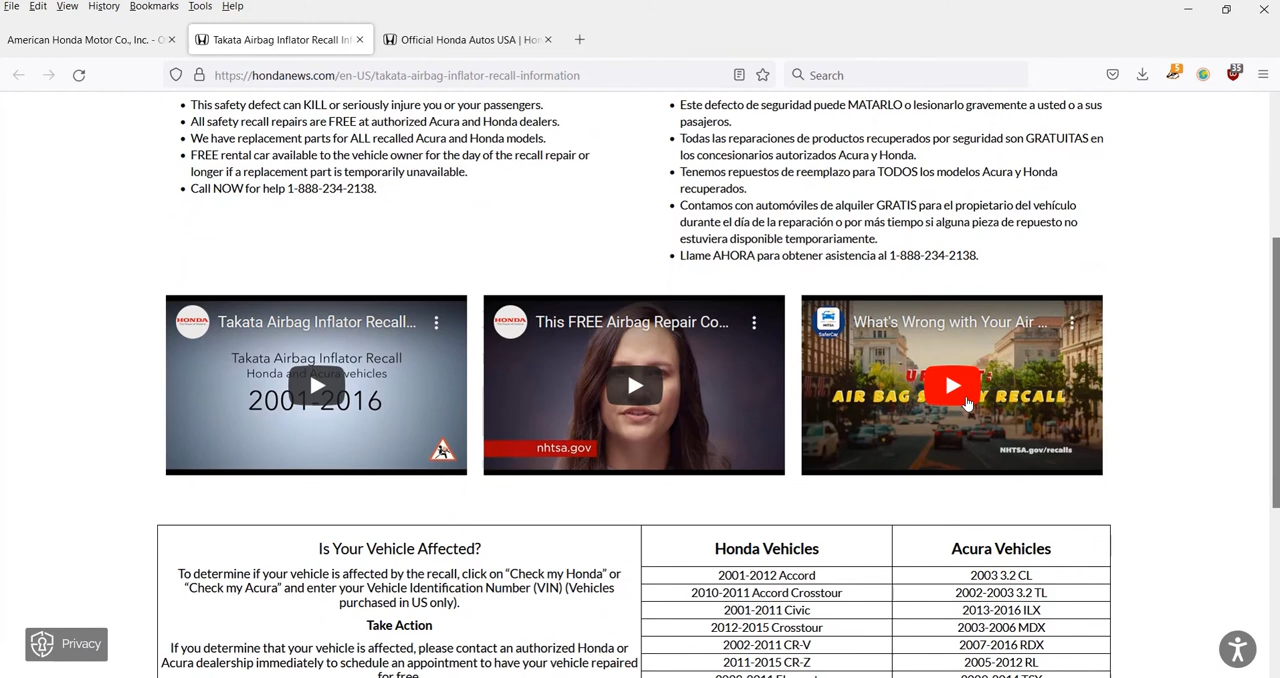 File Edit View History Bookmarks Tools Help
American Honda Motor Co., Inc. - O
Takata Airbag Inflator Recall Inf
Official Honda Autos USA | Hon
https://hondanews.com/en-US/takata-airbag-inflator-recall-information
Search
5
35
• This safety defect can KILL or seriously injure you or your passengers.
• All safety recall repairs are FREE at authorized Acura and Honda dealers.
• We have replacement parts for ALL recalled Acura and Honda models.
• FREE rental car available to the vehicle owner for the day of the recall repair or
longer if a replacement part is temporarily unavailable.
• Call NOW for help 1-888-234-2138.
• Este defecto de seguridad puede MATARLO o lesionarlo gravemente a usted o a sus
pasajeros.
• Todas las reparaciones de productos recuperados por seguridad son GRATUITAS en
los concesionarios autorizados Acura y Honda.
• Tenemos repuestos de reemplazo para TODOS los modelos Acura y Honda
recuperados.
• Contamos con automóviles de alquiler GRATIS para el propietario del vehículo
durante el día de la reparación o por más tiempo si alguna pieza de repuesto no
estuviera disponible temporariamente.
• Llame AHORA para obtener asistencia al 1-888-234-2138.
HONDA
Takata Airbag Inflator Recall...
Takata Airbag Inflator Recall
Honda and Acura vehicles
2001-2016
HONDA
This FREE Airbag Repair Co...
nhtsa.gov
NHTSA
SaferCar
What's Wrong with Your Air ...
AIR BAG RECALL
NHTSA.gov/recalls
Is Your Vehicle Affected?
To determine if your vehicle is affected by the recall, click on “Check my Honda” or
“Check my Acura” and enter your Vehicle Identification Number (VIN) (Vehicles
purchased in US only).
Take Action
If you determine that your vehicle is affected, please contact an authorized Honda or
Acura dealership immediately to schedule an appointment to have your vehicle repaired
for free.
Honda Vehicles
2001-2012 Accord
2010-2011 Accord Crosstour
2001-2011 Civic
2012-2015 Crosstour
2002-2011 CR-V
2011-2015 CR-Z
Acura Vehicles
2003 3.2 CL
2002-2003 3.2 TL
2013-2016 ILX
2003-2006 MDX
2007-2016 RDX
2005-2012 RL
Privacy